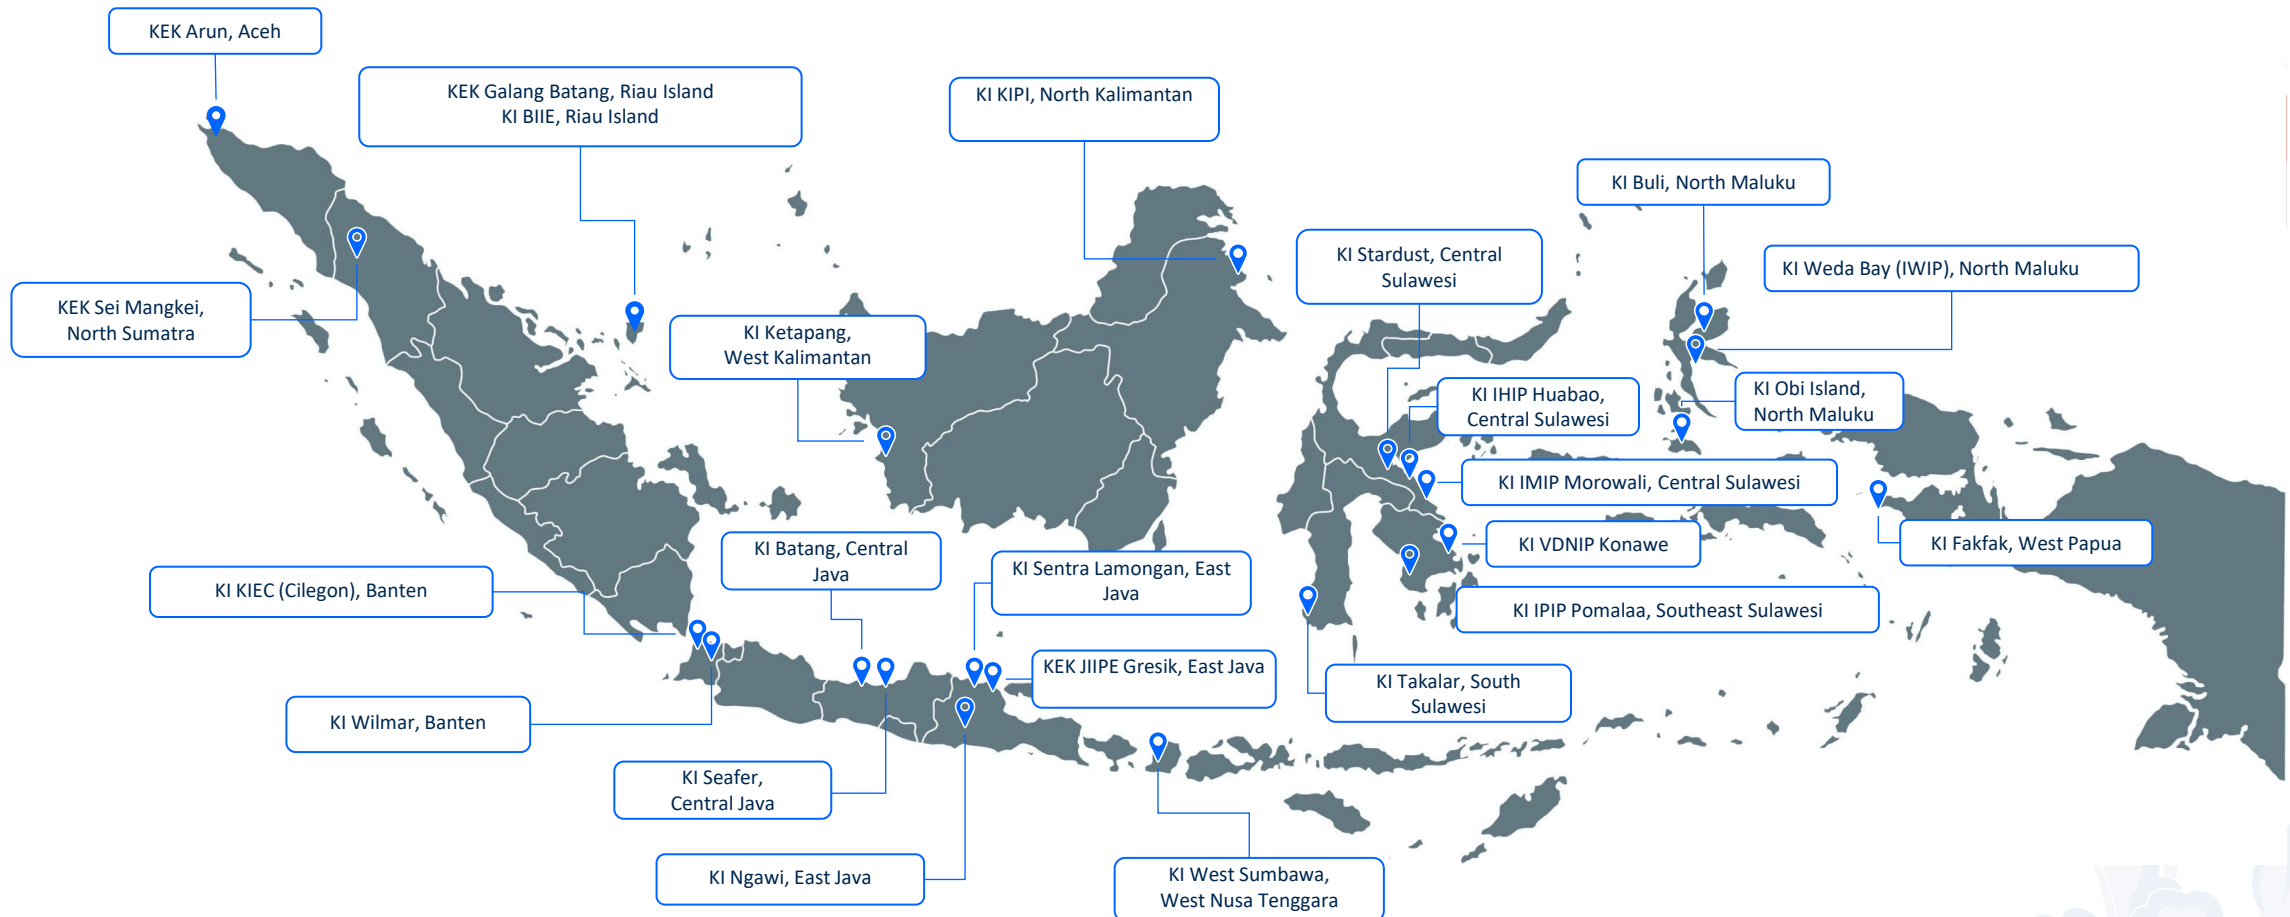 KEK Arun, Aceh
KEK Galang Batang, Riau Island
KI BIIE, Riau Island
KI KIPI, North Kalimantan
KI Buli, North Maluku
KI Stardust, Central
Sulawesi
KI Weda Bay (IWIP), North Maluku
KEK Sei Mangkei,
North Sumatra
KI Ketapang,
West Kalimantan
KI IHIP Huabao,
Central Sulawesi
KI Obi Island,
North Maluku
KI IMIP Morowali, Central Sulawesi
KI Batang, Central
Java
KI VDNIP Konawe
KI Fakfak, West Papua
KI KIEC (Cilegon), Banten
KI Sentra Lamongan, East
Java
KI IPIP Pomalaa, Southeast Sulawesi
KEK JIIPE Gresik, East Java
KI Takalar, South
Sulawesi
KI Wilmar, Banten
KI Seafer,
Central Java
KI Ngawi, East Java
KI West Sumbawa,
West Nusa Tenggara